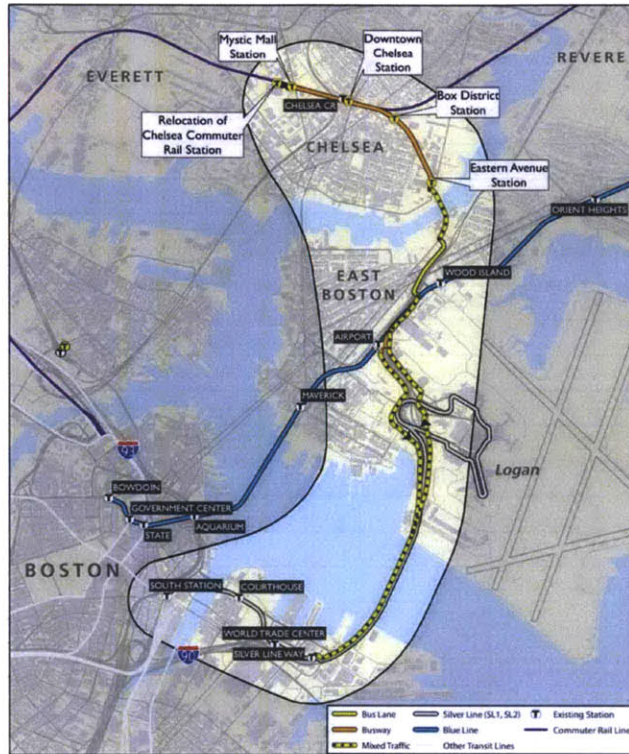 Mystic Mall
Station
Downtown
Chelsea
Station
REVERE
EVERETT
Box District
Station
CHELSEA CR
Relocation of
Chelsea Commuter
Rail Station
CHELSEA
Eastern Avenue
Station
ORIENT HEIGHTS
EAST
BOSTON
WOOD ISLAND
AIRPORT
MAVERICK
93
Logan
BOWDOIN
GOVERNMENT CENTER
STATE
AQUARIUM
BOSTON
SOUTH STATION
COURTHOUSE
WORLD TRADE CENTER
90
SILVER LINE WAY
Bus Lane
Silver Line (SL1, SL2)
T Existing Station
Busway
Blue Line
Commuter Rail Line
Mixed Traffic
Other Transit Lines